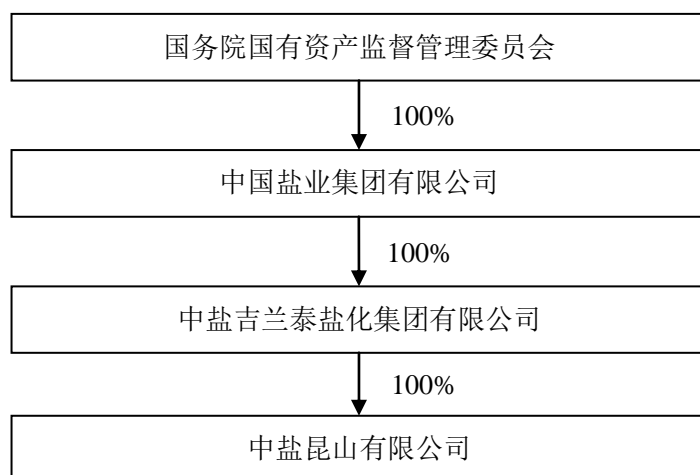 国务院国有资产监督管理委员会
100%
中国盐业集团有限公司
100%
中盐吉兰泰盐化集团有限公司
100%
中盐昆山有限公司